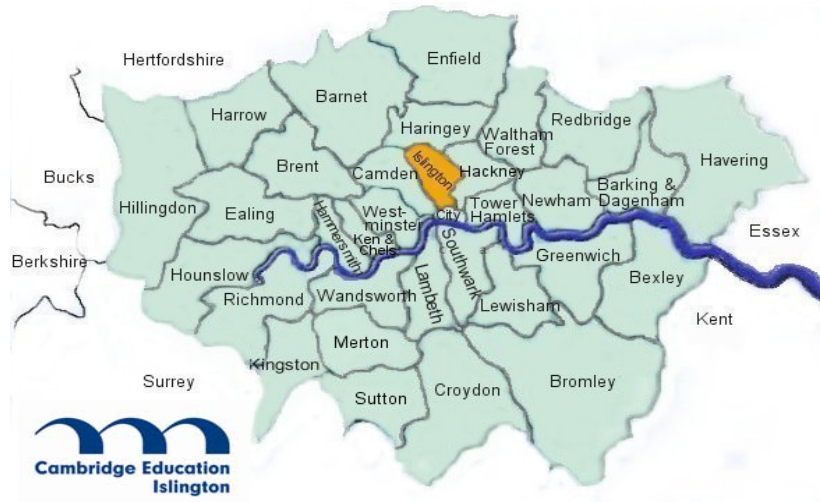 Hertfordshire
Enfield
Barnet
Harrow
Haringey
Redbridge
Waltham
Forest
Havering
Brent
Camden
Islington
Hackney
Bucks
Hillingdon
Ealing
Hammersmith
West-
minster
City
Tower
Hamlets
Newham
Barking &
Dagenham
Essex
Ken &
Chels
Berkshire
Hounslow
Southwark
Greenwich
Bexley
Richmond
Wandsworth
Lambeth
Lewisham
Kent
Merton
Kingston
Surrey
Sutton
Croydon
Bromley
Cambridge Education
Islington